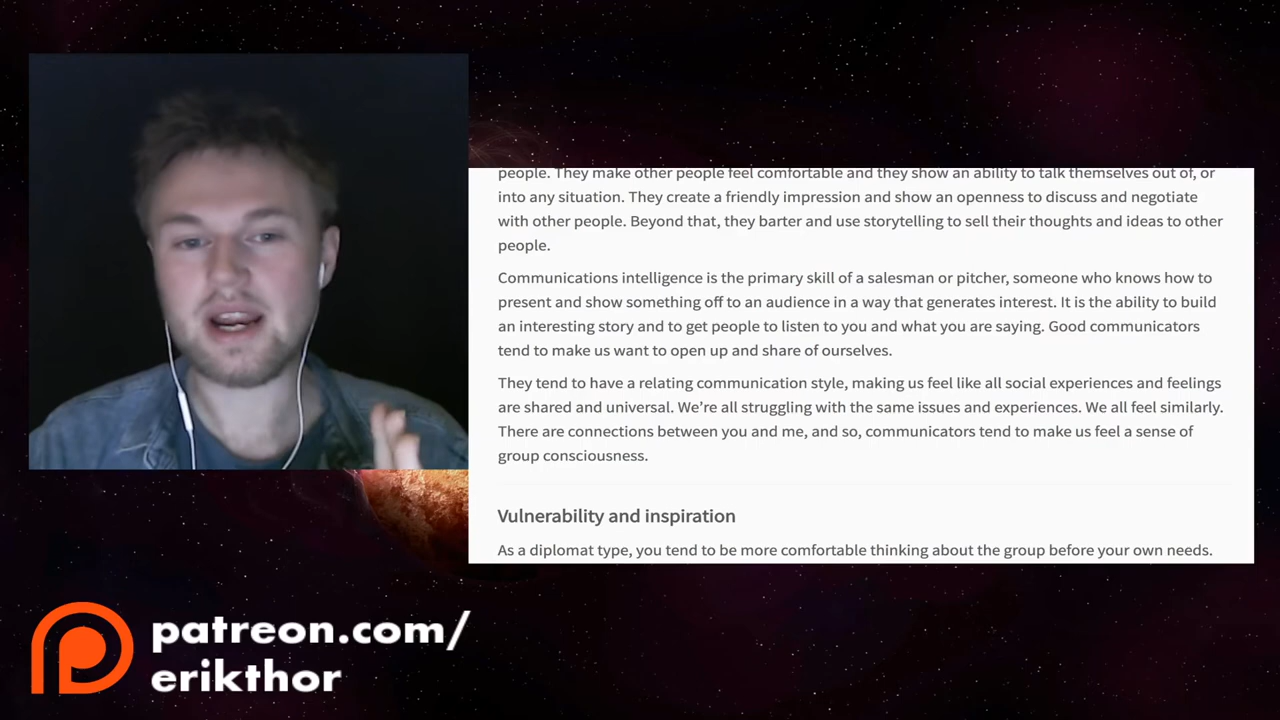 people. They make other people feel comfortable and they show an ability to talk themselves out of, or
into any situation. They create a friendly impression and show an openness to discuss and negotiate
with other people. Beyond that, they barter and use storytelling to sell their thoughts and ideas to other
people.
Communications intelligence is the primary skill of a salesman or pitcher, someone who knows how to
present and show something off to an audience in a way that generates interest. It is the ability to build
an interesting story and to get people to listen to you and what you are saying. Good communicators
tend to make us want to open up and share of ourselves.
They tend to have a relating communication style, making us feel like all social experiences and feelings
are shared and universal. We’re all struggling with the same issues and experiences. We all feel similarly.
There are connections between you and me, and so, communicators tend to make us feel a sense of
group consciousness.
Vulnerability and inspiration
As a diplomat type, you tend to be more comfortable thinking about the group before your own needs.
patreon.com/
erikthor